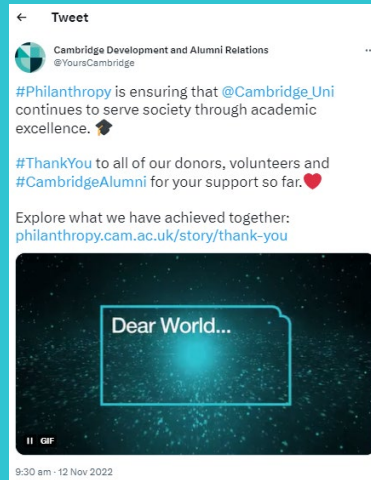 Tweet
Cambridge Development and Alumni Relations
@YoursCambridge
#Philanthropy is ensuring that @Cambridge_Uni
continues to serve society through academic
excellence. 🎓
#ThankYou to all of our donors, volunteers and
#CambridgeAlumni for your support so far.❤️
Explore what we have achieved together:
philanthropy.cam.ac.uk/story/thank-you
Dear World...
GIF
9:30 am · 12 Nov 2022